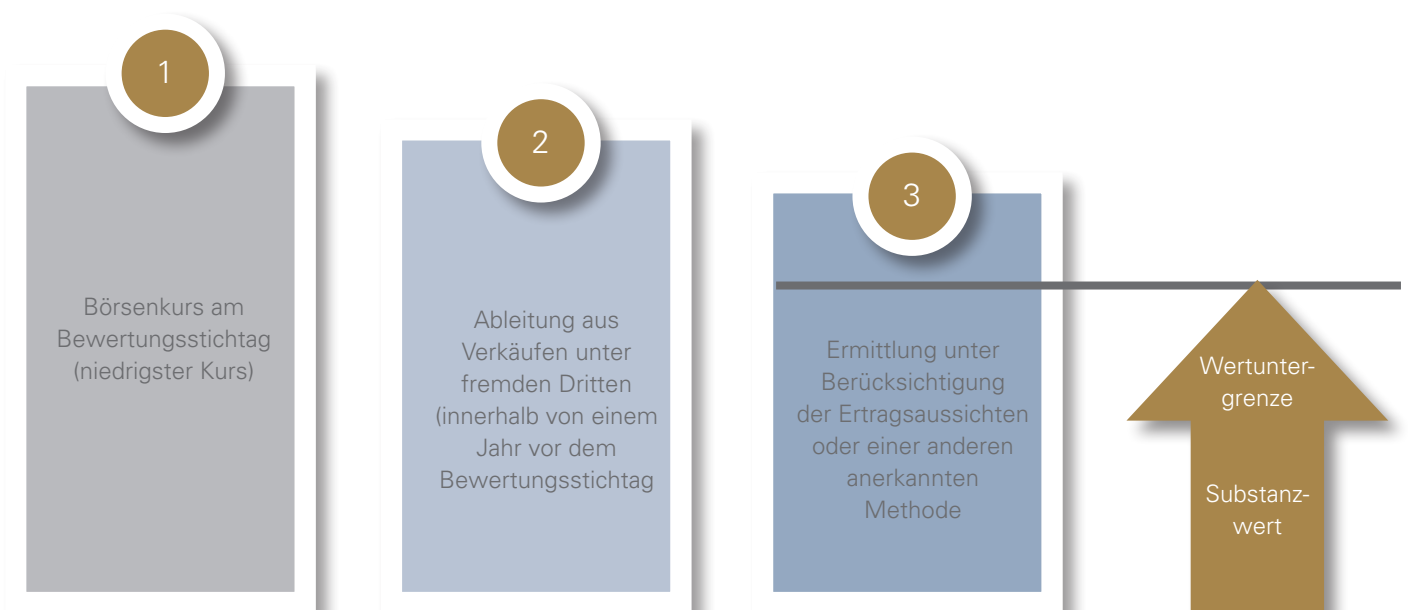 1
Börsenkurs am
Bewertungsstichtag
(niedrigster Kurs)
2
Ableitung aus
Verkäufen unter
fremden Dritten
(innerhalb von einem
Jahr vor dem
Bewertungsstichtag
3
Ermittlung unter
Berücksichtigung
der Ertragsaussichten
oder einer anderen
anerkannten
Methode
Wertunter-
grenze
Substanz-
wert